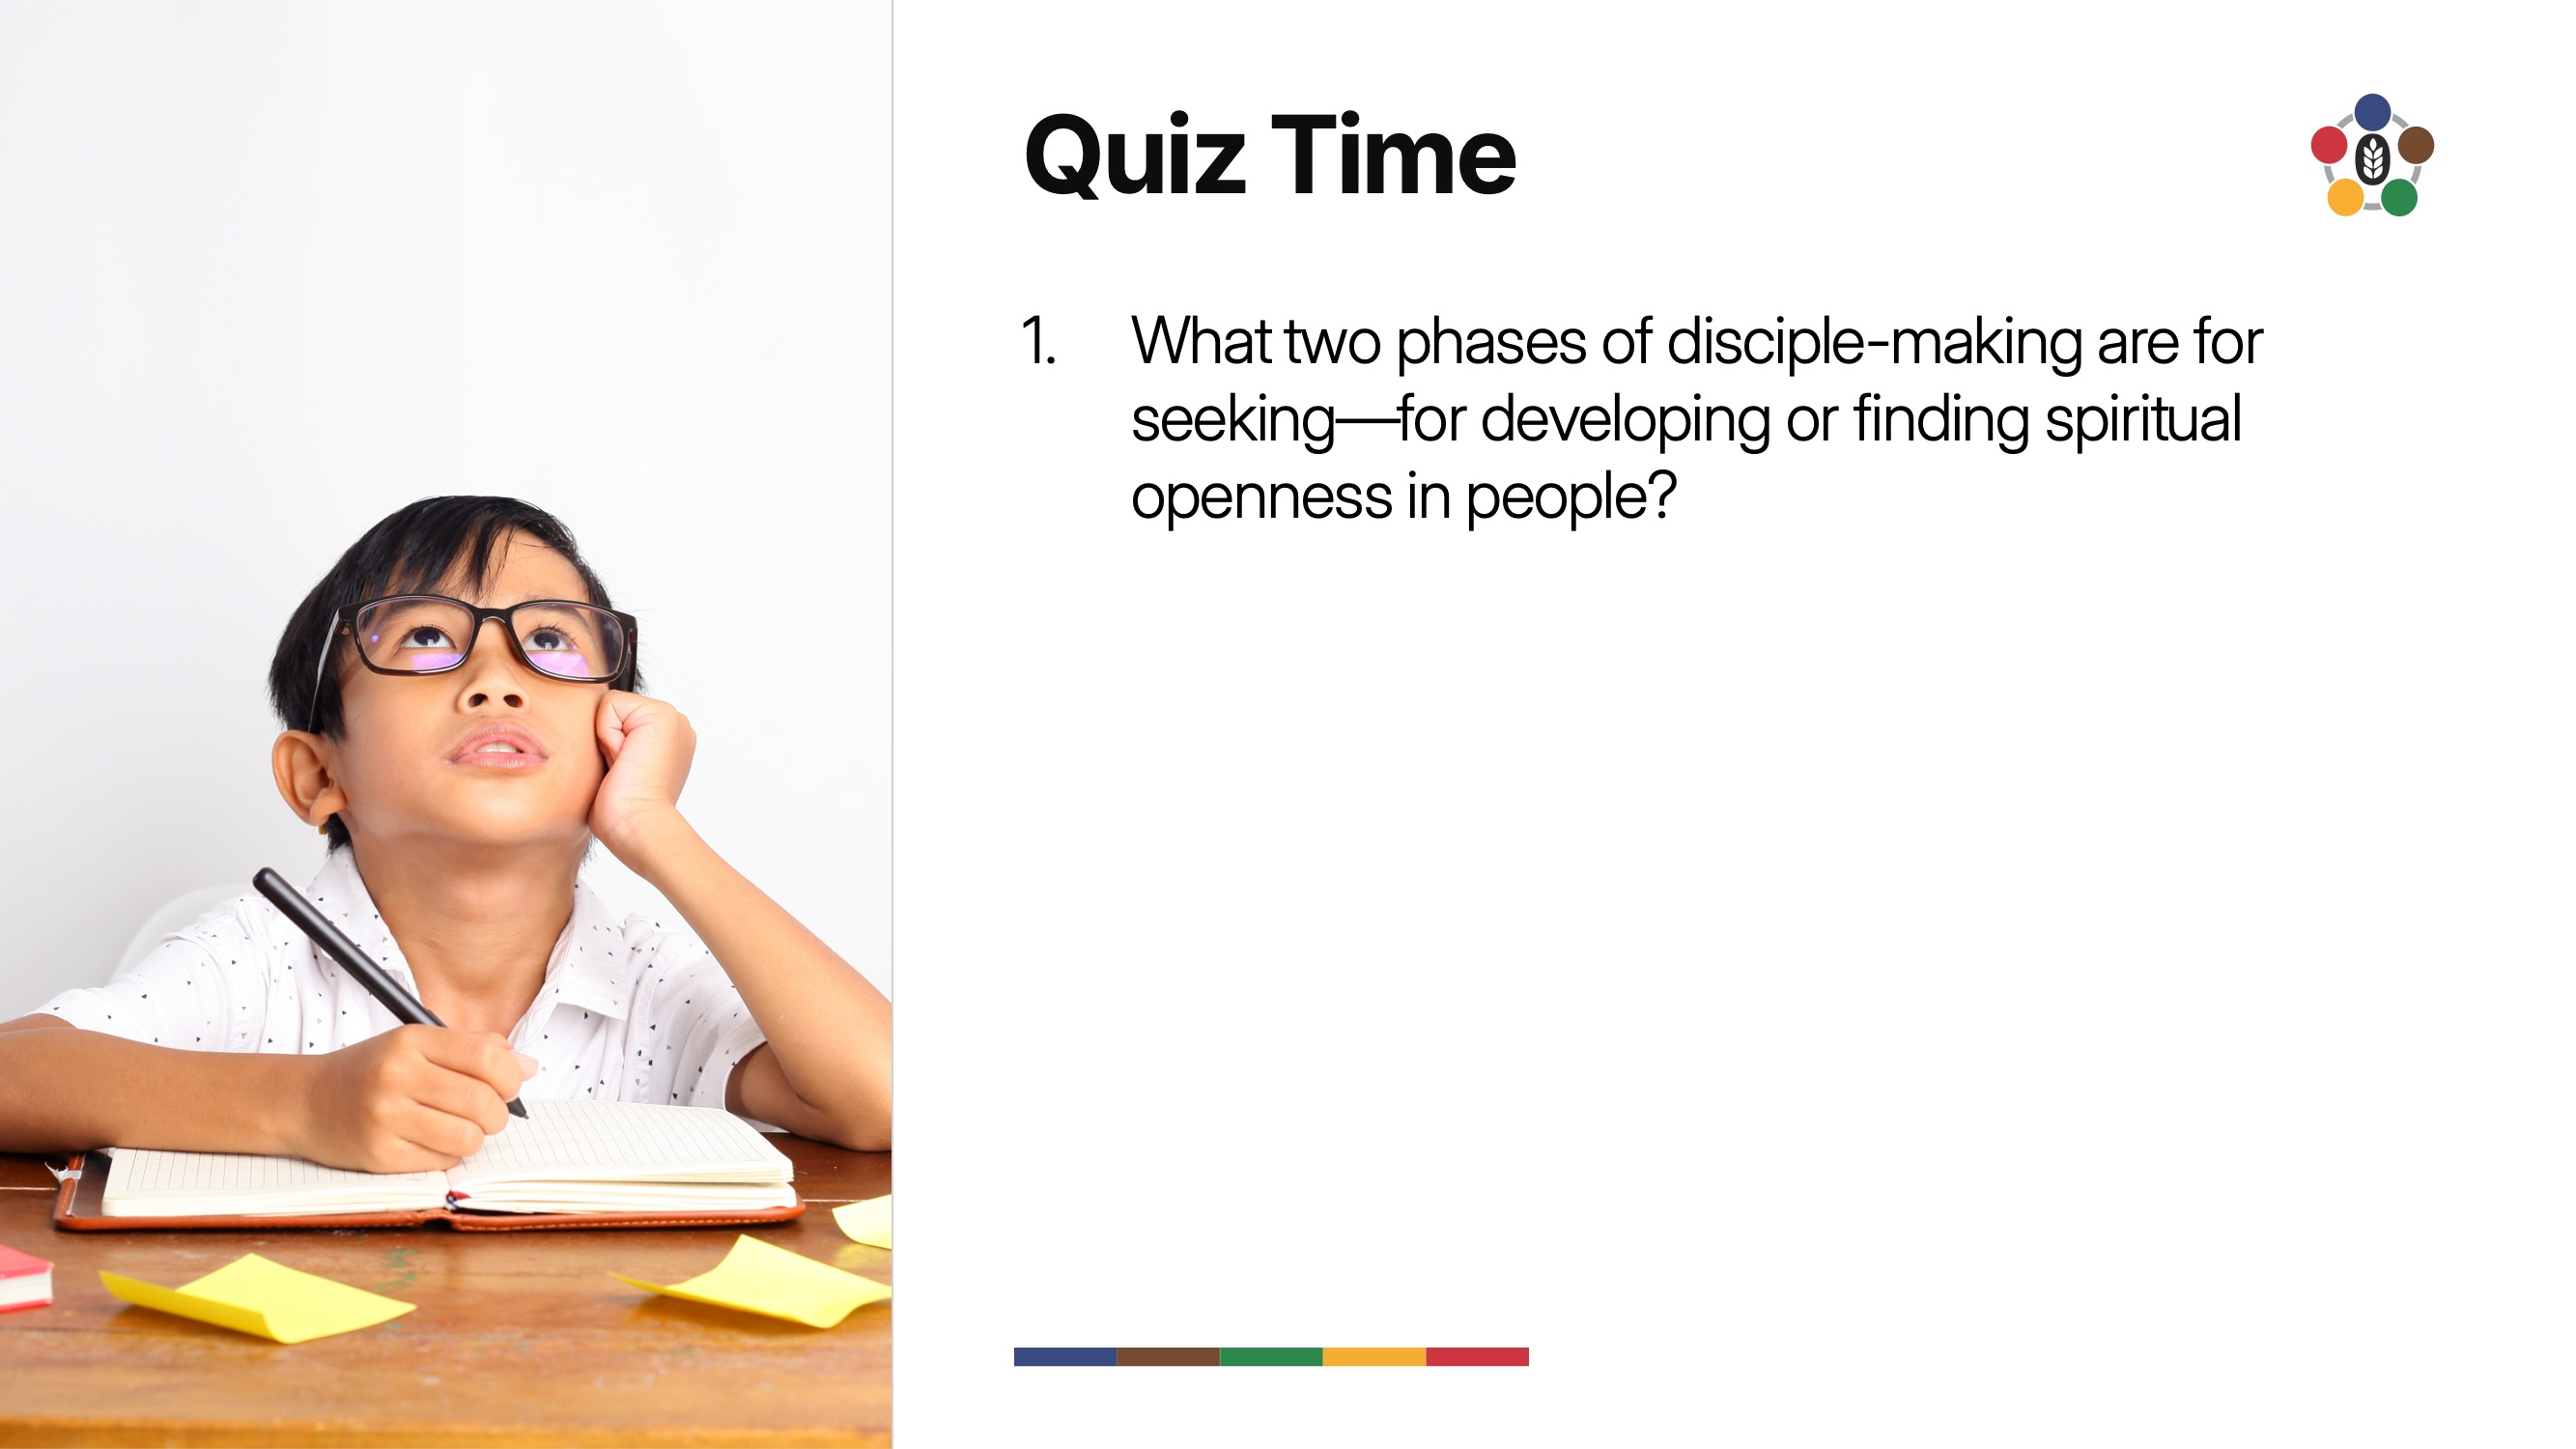 Quiz Time
1. What two phases of disciple-making are for
seeking—for developing or finding spiritual
openness in people?